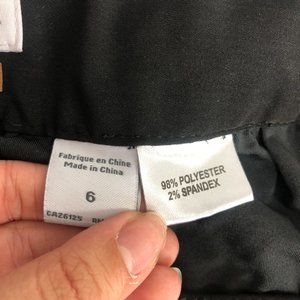 Fabrique en Chine
Made in China
6
CA26125
98% POLYESTER
2% SPANDEX